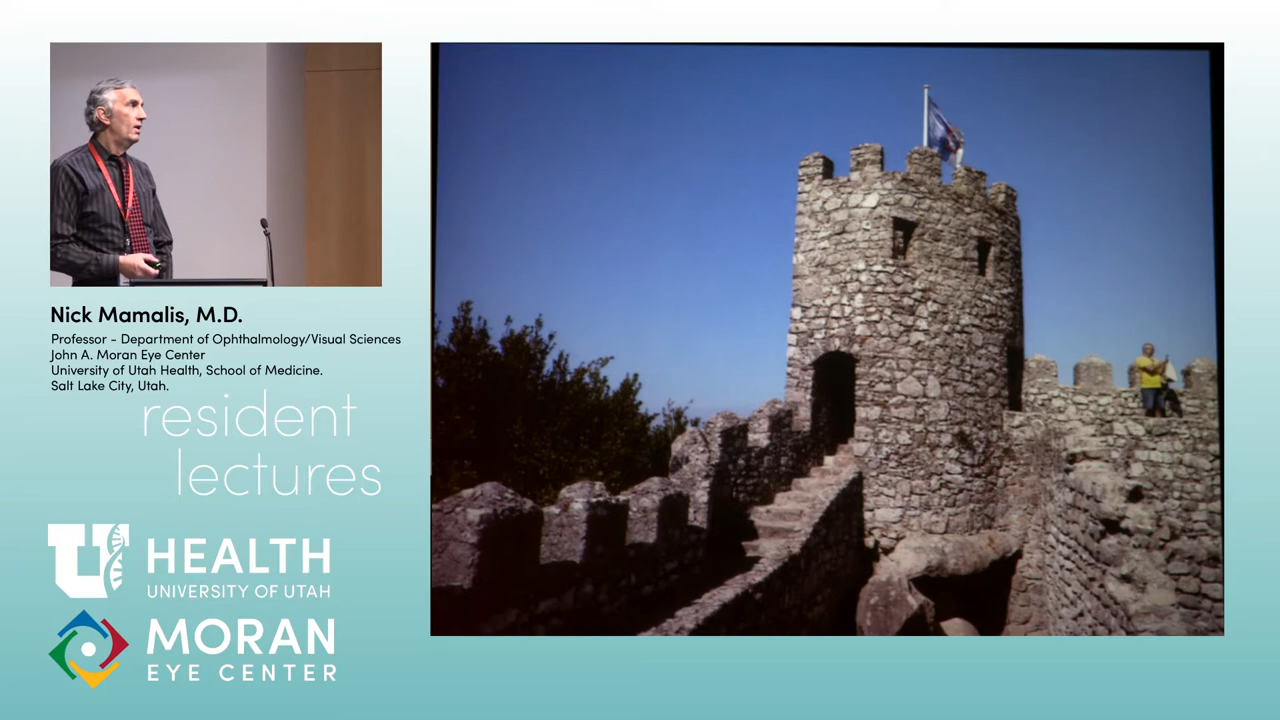 Nick Mamalis, M.D.
Professor - Department of Ophthalmology/Visual Sciences
John A. Moran Eye Center
University of Utah Health, School of Medicine.
Salt Lake City, Utah.
resident
lectures
U HEALTH
UNIVERSITY OF UTAH
MORAN
EYE CENTER